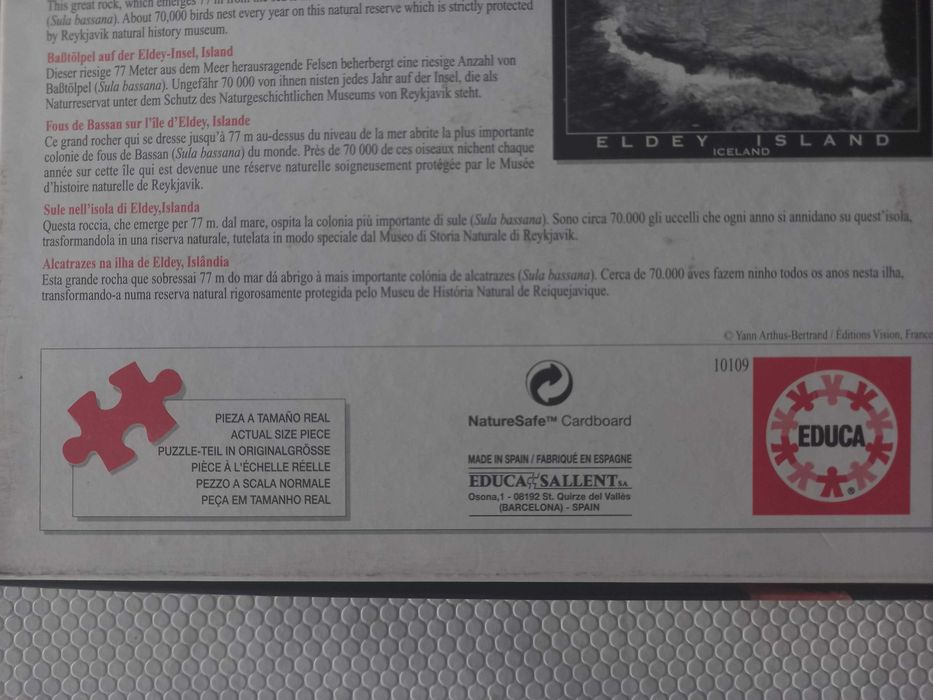 This great rock, which emerges 77 m from the sea
(Sula bassana). About 70,000 birds nest every year on this natural reserve which is strictly protected
by Reykjavik natural history museum.
Baßtölpel auf der Eldey-Insel, Island
Dieser riesige 77 Meter aus dem Meer herausragende Felsen beherbergt eine riesige Anzahl von
Baßtölpel (Sula bassana). Ungefähr 70 000 von ihnen nisten jedes Jahr auf der Insel, die als
Naturreservat unter dem Schutz des Naturgeschichtlichen Museums von Reykjavik steht.
Fous de Bassan sur l'île d'Eldey, Islande
Ce grand rocher qui se dresse jusqu'à 77 m au-dessus du niveau de la mer abrite la plus importante
colonie de fous de Bassan (Sula bassana) du monde. Près de 70 000 de ces oiseaux nichent chaque
année sur cette île qui est devenue une réserve naturelle soigneusement protégée par le Musée
d'histoire naturelle de Reykjavik.
Sule nell'isola di Eldey,Islanda
Questa roccia, che emerge per 77 m. dal mare, ospita la colonia più importante di sule (Sula bassana). Sono circa 70.000 gli uccelli che ogni anno si annidano su quest'isola,
trasformandola in una riserva naturale, tutelata in modo speciale dal Museo di Storia Naturale di Reykjavik.
Alcatrazes na ilha de Eldey, Islândia
Esta grande rocha que sobressai 77 m do mar dá abrigo à mais importante colónia de alcatrazes (Sula bassana). Cerca de 70.000 aves fazem ninho todos os anos nesta ilha,
transformando-a numa reserva natural rigorosamente protegida pelo Museu de História Natural de Reiquejavique.
ELDEY ISLAND
ICELAND
© Yann Arthus-Bertrand / Éditions Vision, France
PIEZA A TAMAÑO REAL
ACTUAL SIZE PIECE
PUZZLE-TEIL IN ORIGINALGRÖSSE
PIÈCE À L'ÉCHELLE RÉELLE
PEZZO A SCALA NORMALE
PEÇA EM TAMANHO REAL
NatureSafe™ Cardboard
MADE IN SPAIN / FABRIQUÉ EN ESPAGNE
EDUCA SALLENT SA
Osona,1 - 08192 St. Quirze del Vallès
(BARCELONA) - SPAIN
10109
EDUCA
®